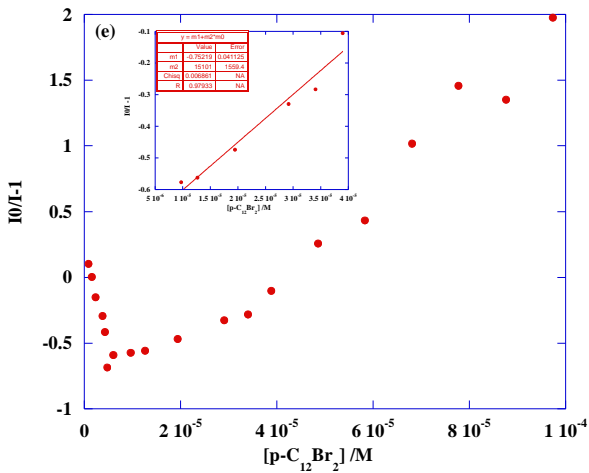 (e)
y = m1+m2*m0
Value Error
m1 -0.75219 0.041125
m2 15101 1559.4
Chisq 0.006861 NA
R 0.97933 NA
-0.1
-0.2
-0.3
-0.4
-0.5
-0.6
I0/I -1
5 10⁻⁶ 1 10⁻⁵ 1.5 10⁻⁵ 2 10⁻⁵ 2.5 10⁻⁵ 3 10⁻⁵ 3.5 10⁻⁵ 4 10⁻⁵
[p-C₁₂Br₂] /M
2
1.5
1
0.5
0
-0.5
-1
I0/I-1
0 2 10⁻⁵ 4 10⁻⁵ 6 10⁻⁵ 8 10⁻⁵ 1 10⁻⁴
[p-C₁₂Br₂] /M